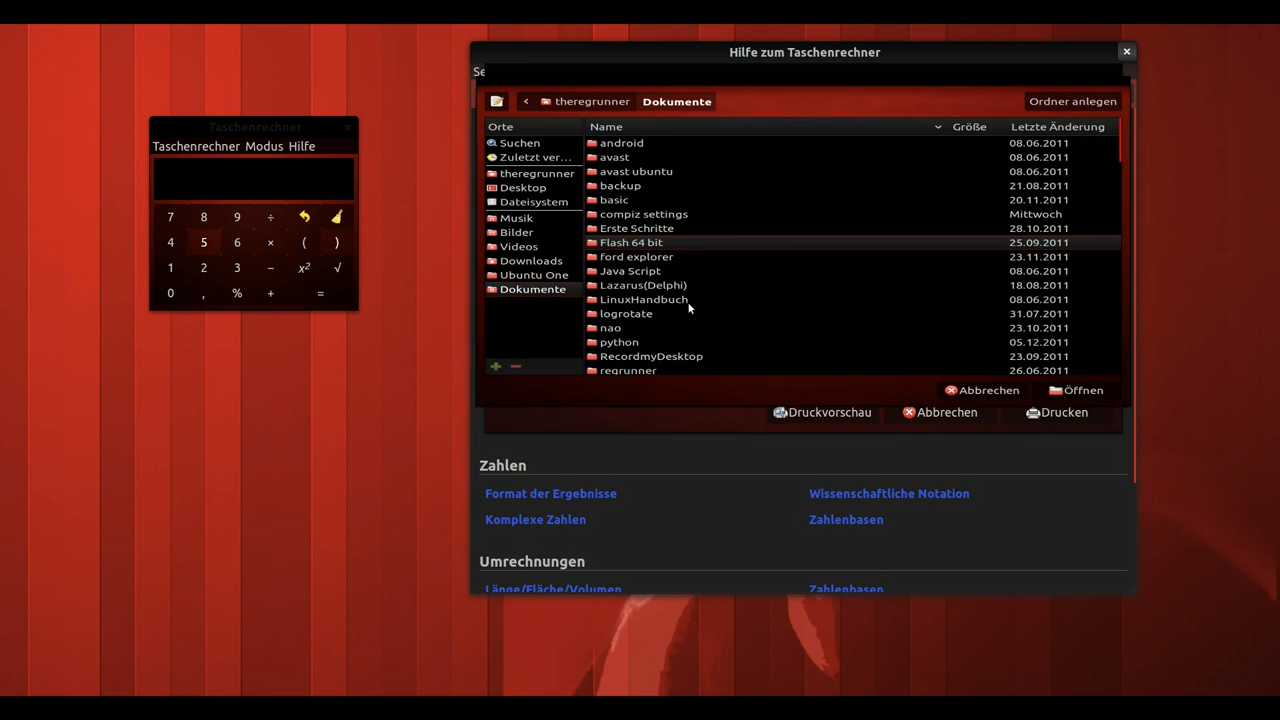 Hilfe zum Taschenrechner
Se
theregrunner Dokumente Ordner anlegen
Orte
Suchen
Zuletzt ver...
theregrunner
Desktop
Dateisystem
Musik
Bilder
Videos
Downloads
Ubuntu One
Dokumente
Name Größe Letzte Änderung
android 08.06.2011
avast 08.06.2011
avast ubuntu 08.06.2011
backup 21.08.2011
basic 20.11.2011
compiz settings Mittwoch
Erste Schritte 28.10.2011
Flash 64 bit 25.09.2011
ford explorer 23.11.2011
Java Script 08.06.2011
Lazarus(Delphi) 18.08.2011
LinuxHandbuch 08.06.2011
logrotate 31.07.2011
nao 23.10.2011
python 05.12.2011
RecordmyDesktop 23.09.2011
regrunner 26.06.2011
Abbrechen Öffnen
Druckvorschau Abbrechen Drucken
Zahlen
Format der Ergebnisse Wissenschaftliche Notation
Komplexe Zahlen Zahlenbasen
Umrechnungen
Länge/Fläche/Volumen Zahlenbasen
Taschenrechner
Taschenrechner Modus Hilfe
7 8 9 ÷
4 5 6 × ( )
1 2 3 − x² √
0 , % + =